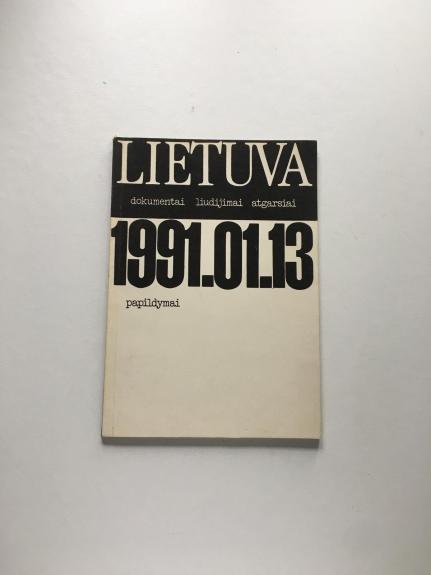 LIETUVA
dokumentai liudijimai atgarsiai
1991.01.13
papildymai